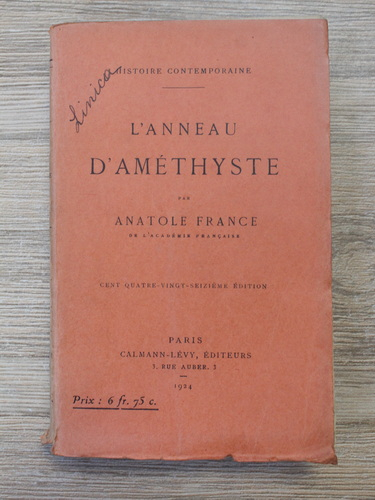 Linica
HISTOIRE CONTEMPORAINE
L'ANNEAU
D'AMÉTHYSTE
PAR
ANATOLE FRANCE
DE L'ACADÉMIE FRANÇAISE
CENT QUATRE-VINGT-SEIZIÈME ÉDITION
PARIS
CALMANN-LÉVY, ÉDITEURS
3, RUE AUBER, 3
1924
Prix : 6 fr. 75 c.